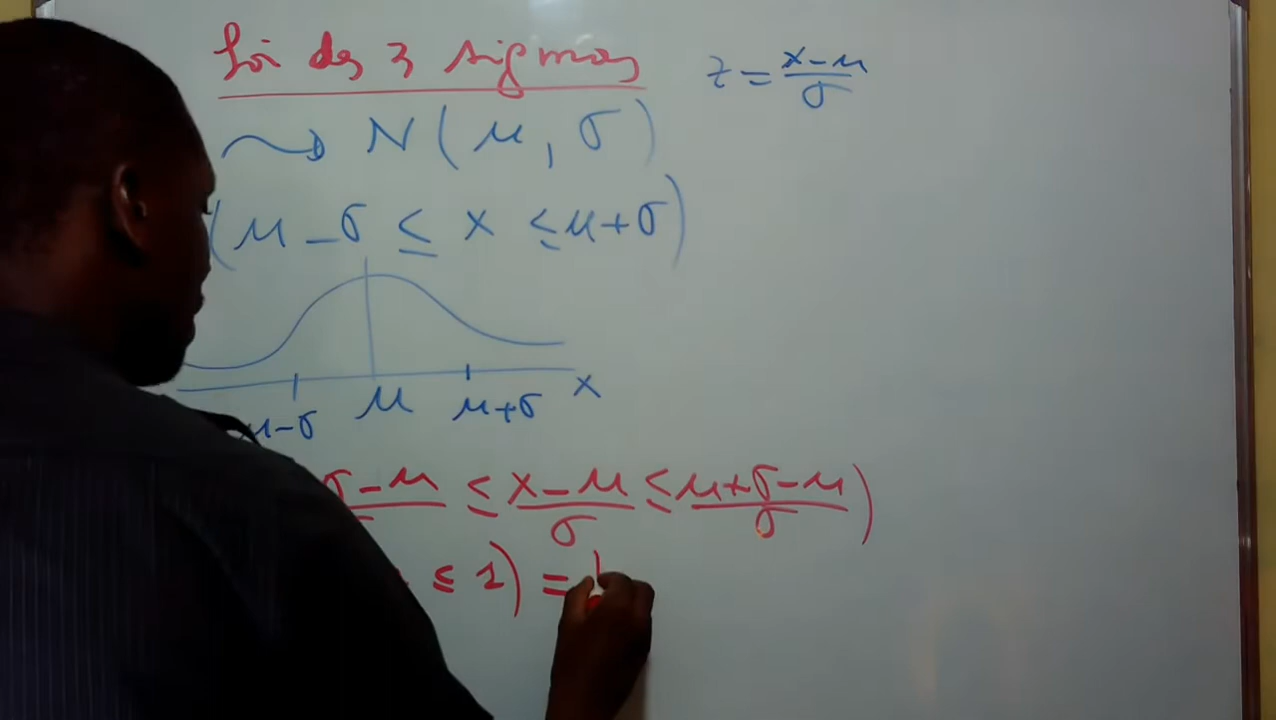 Loi des 3 sigmas
z = (x - μ) / σ
N(μ, σ)
(μ - σ ≤ x ≤ μ + σ)
μ-σ μ μ+σ x
σ - μ ≤ (x - μ) / σ ≤ (μ + σ - μ) / σ)
≤ 1) =